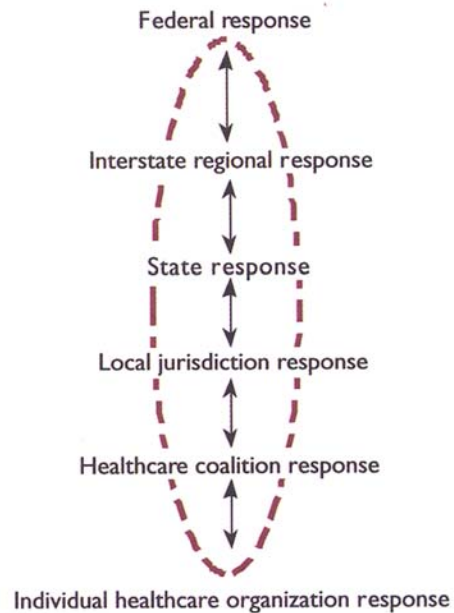 Federal response
Interstate regional response
State response
Local jurisdiction response
Healthcare coalition response
Individual healthcare organization response